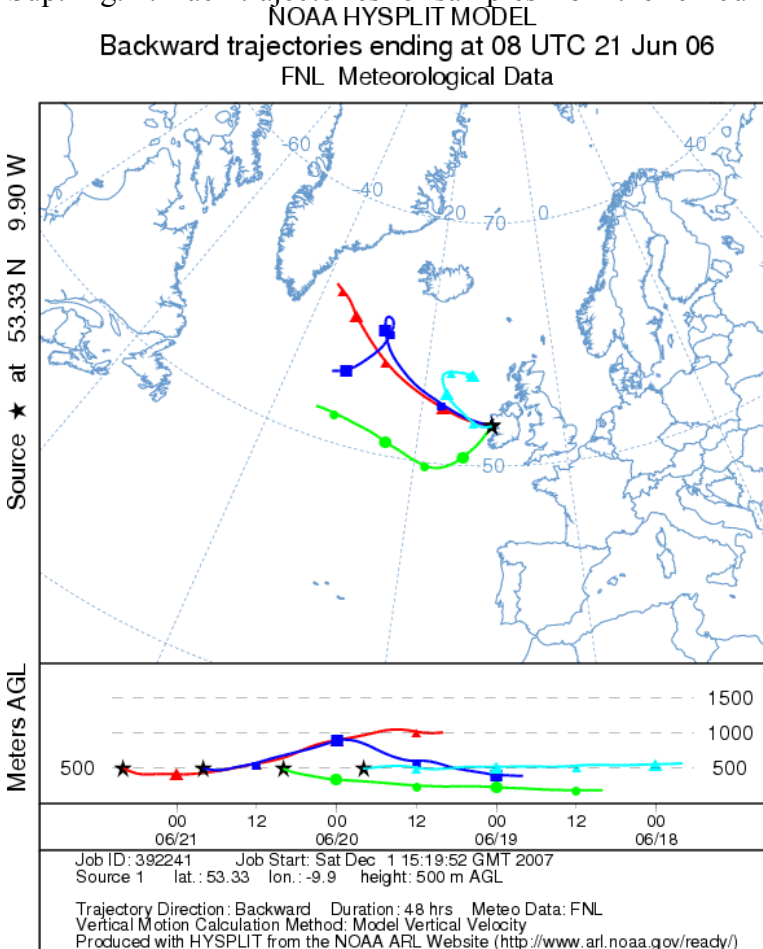 NOAA HYSPLIT MODEL
Backward trajectories ending at 08 UTC 21 Jun 06
FNL Meteorological Data
Source ★ at 53.33 N 9.90 W
-60
-40
-20
70
0
40
50
Meters AGL
1500
1000
500
500
00 12 00 12 00 12 00
06/21 06/20 06/19 06/18
Job ID: 392241 Job Start: Sat Dec 1 15:19:52 GMT 2007
Source 1 lat.: 53.33 lon.: -9.9 height: 500 m AGL
Trajectory Direction: Backward Duration: 48 hrs Meteo Data: FNL
Vertical Motion Calculation Method: Model Vertical Velocity
Produced with HYSPLIT from the NOAA ARL Website (http://www.arl.noaa.gov/ready/)